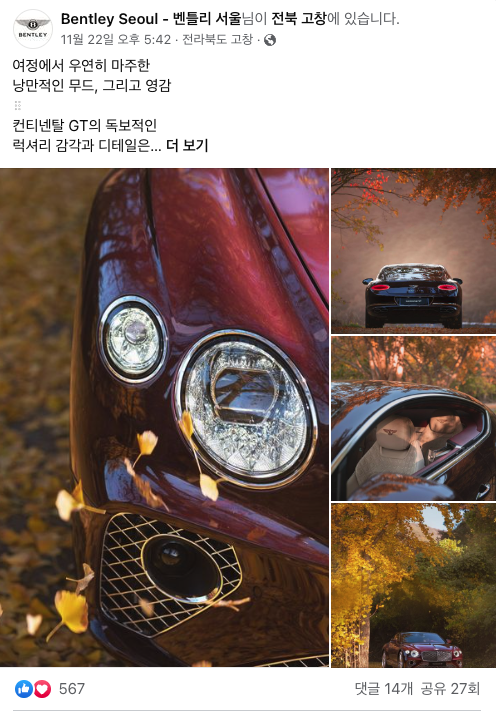 BENTLEY
Bentley Seoul - 벤틀리 서울님이 전북 고창에 있습니다.
11월 22일 오후 5:42 · 전라북도 고창 ·
여정에서 우연히 마주한
낭만적인 무드, 그리고 영감
⠿
컨티넨탈 GT의 독보적인
럭셔리 감각과 디테일은... 더 보기
567
댓글 14개 공유 27회